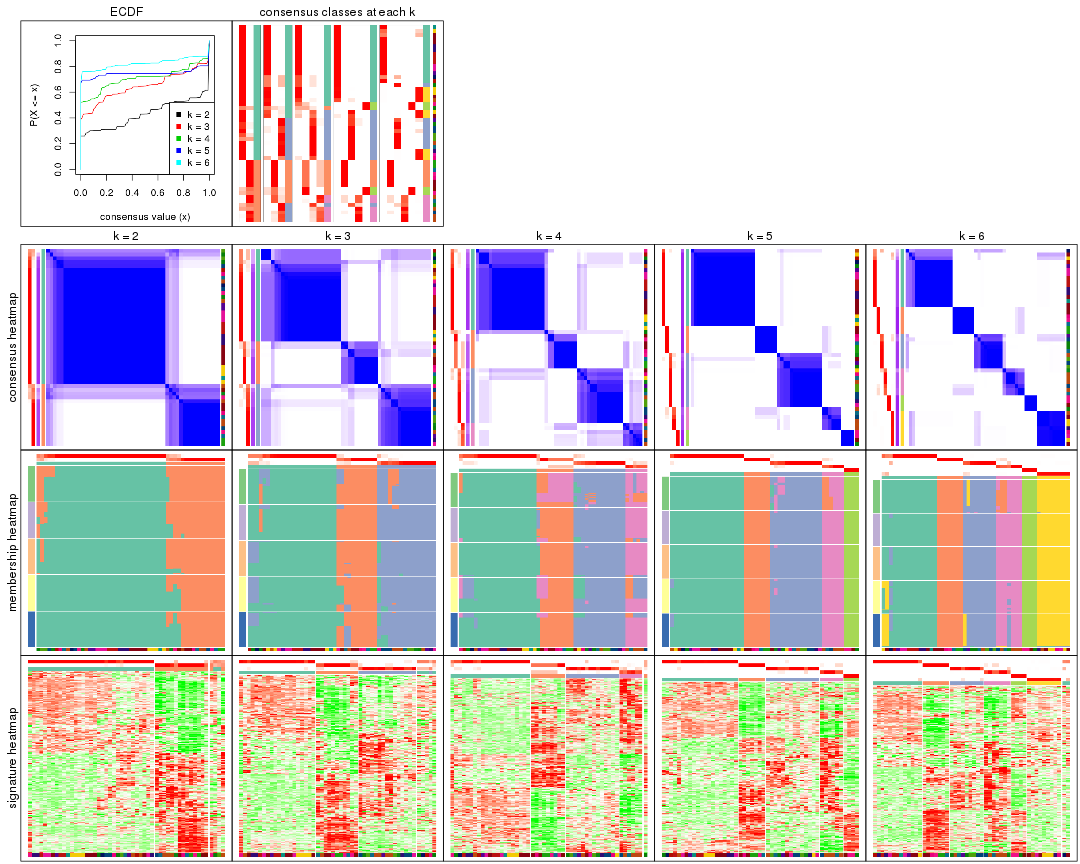 ECDF
consensus classes at each k
P(X <= x)
0.0 0.2 0.4 0.6 0.8 1.0
k = 2
k = 3
k = 4
k = 5
k = 6
0.0 0.2 0.4 0.6 0.8 1.0
consensus value (x)
k = 2
k = 3
k = 4
k = 5
k = 6
consensus heatmap
membership heatmap
signature heatmap